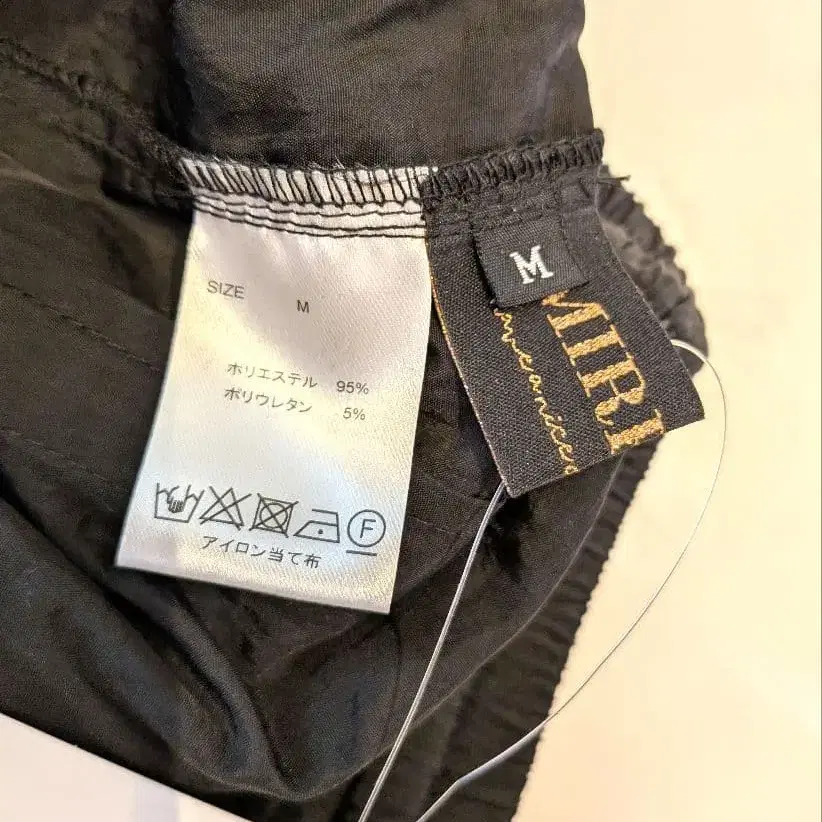 SIZE M
ポリエステル 95%
ポリウレタン 5%
F
アイロン当て布
M
MIRI